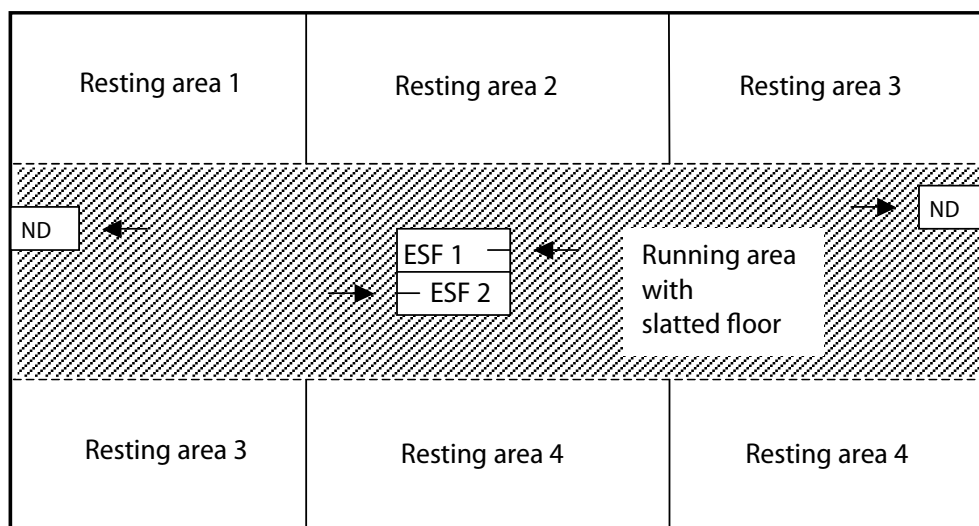 Resting area 1
Resting area 2
Resting area 3
ND
ND
ESF 1
ESF 2
Running area
with
slatted floor
Resting area 3
Resting area 4
Resting area 4